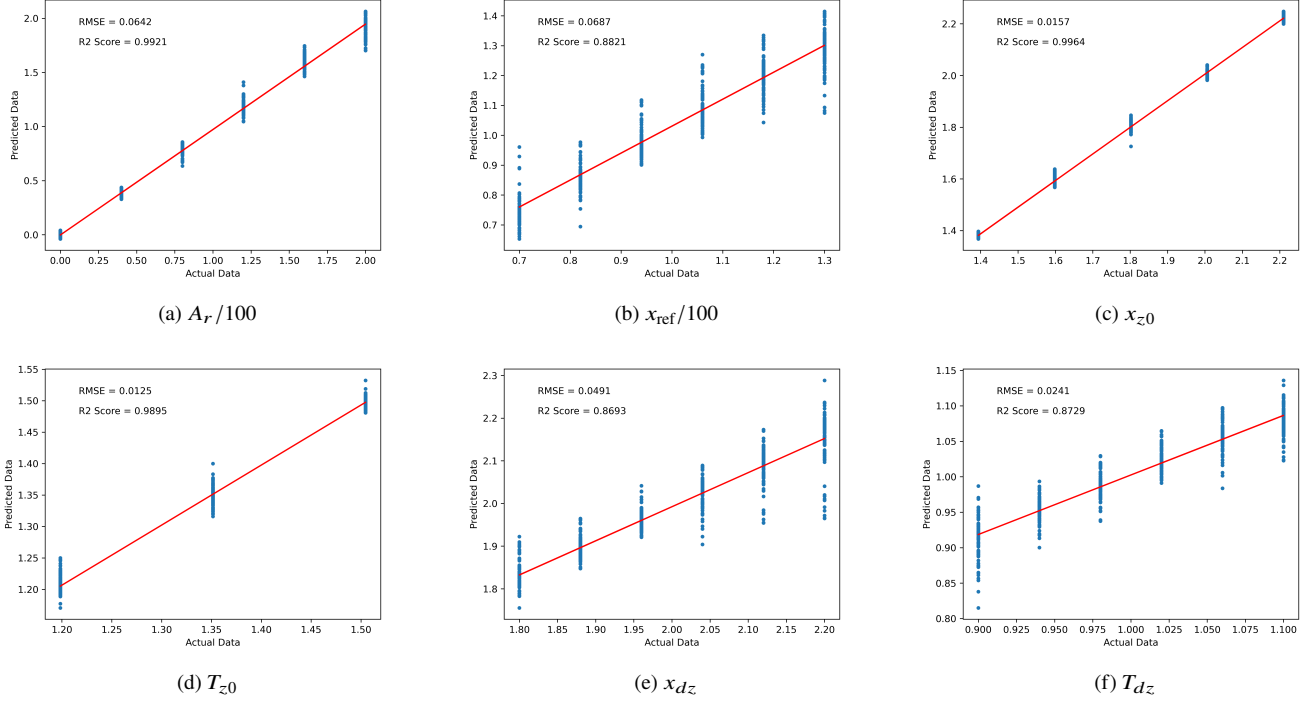 RMSE = 0.0642
R2 Score = 0.9921
Predicted Data
2.0
1.5
1.0
0.5
0.0
0.00 0.25 0.50 0.75 1.00 1.25 1.50 1.75 2.00
Actual Data
(a) A_r/100
RMSE = 0.0687
R2 Score = 0.8821
Predicted Data
1.4
1.3
1.2
1.1
1.0
0.9
0.8
0.7
0.7 0.8 0.9 1.0 1.1 1.2 1.3
Actual Data
(b) x_ref/100
RMSE = 0.0157
R2 Score = 0.9964
Predicted Data
2.2
2.0
1.8
1.6
1.4
1.4 1.5 1.6 1.7 1.8 1.9 2.0 2.1 2.2
Actual Data
(c) x_z0
RMSE = 0.0125
R2 Score = 0.9895
Predicted Data
1.55
1.50
1.45
1.40
1.35
1.30
1.25
1.20
1.20 1.25 1.30 1.35 1.40 1.45 1.50
Actual Data
(d) T_z0
RMSE = 0.0491
R2 Score = 0.8693
Predicted Data
2.3
2.2
2.1
2.0
1.9
1.8
1.80 1.85 1.90 1.95 2.00 2.05 2.10 2.15 2.20
Actual Data
(e) x_dz
RMSE = 0.0241
R2 Score = 0.8729
Predicted Data
1.15
1.10
1.05
1.00
0.95
0.90
0.85
0.80
0.900 0.925 0.950 0.975 1.000 1.025 1.050 1.075 1.100
Actual Data
(f) T_dz